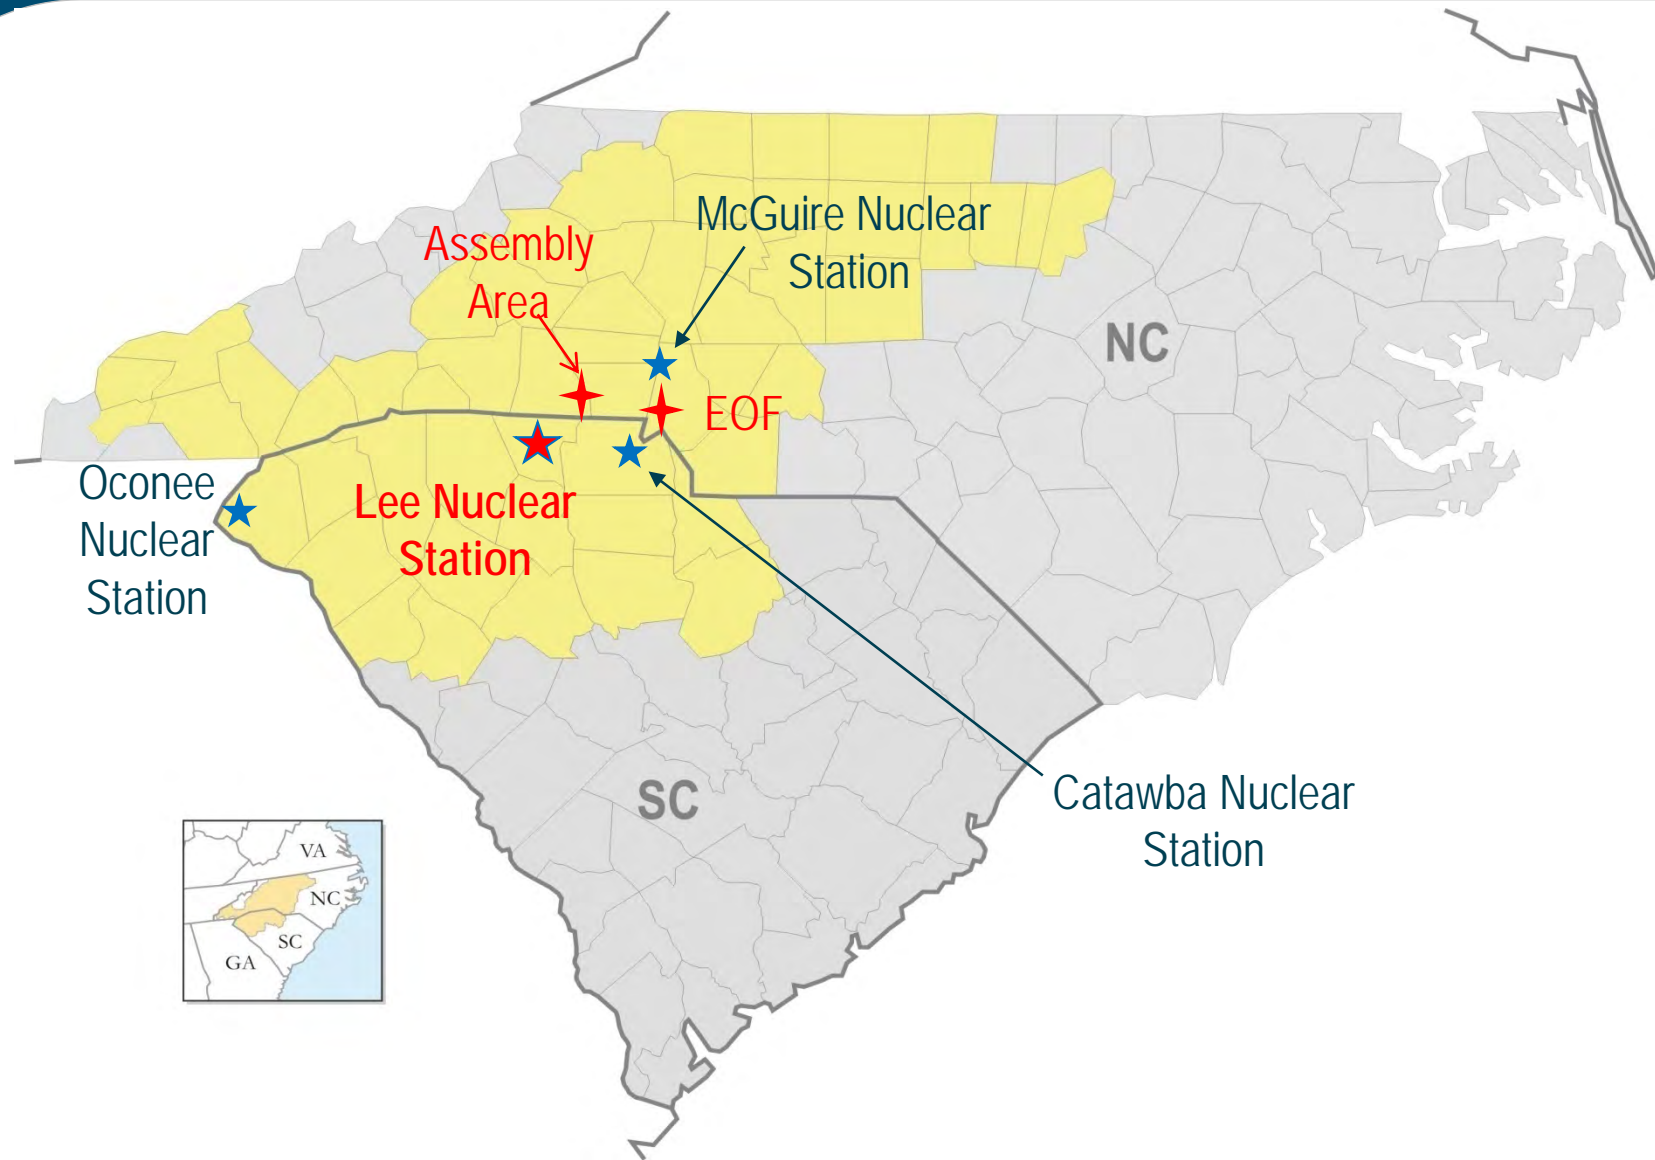 McGuire Nuclear
Station
Assembly
Area
NC
EOF
Oconee
Nuclear
Station
Lee Nuclear
Station
SC
Catawba Nuclear
Station
VA
NC
SC
GA